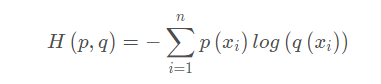 H (p, q) = − ∑_{i=1}^{n} p (x_i) log (q (x_i))